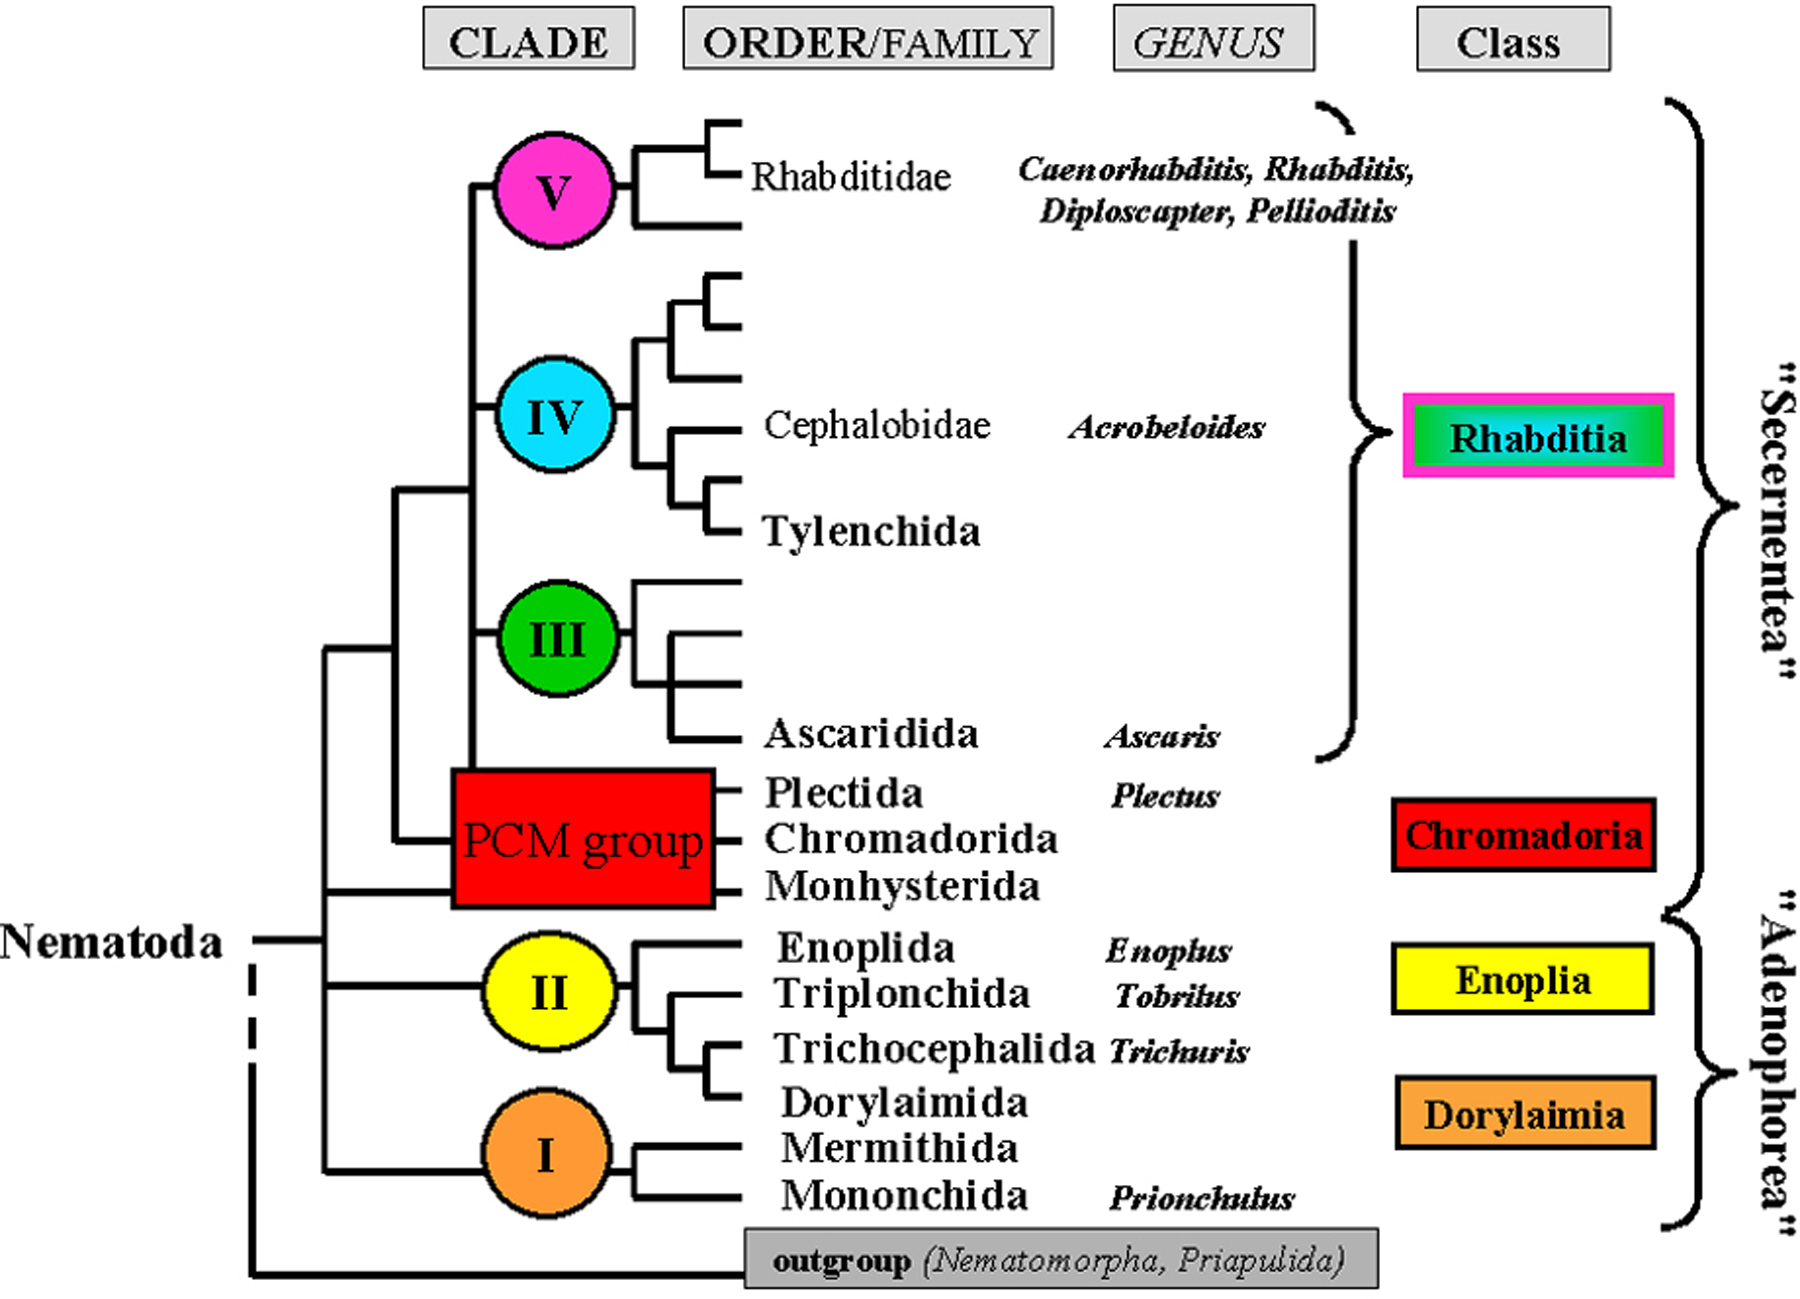 CLADE
ORDER/FAMILY
GENUS
Class
V
Rhabditidae
Caenorhabditis, Rhabditis,
Diploscapter, Pellioditis
IV
Cephalobidae
Acrobeloides
Rhabditia
Tylenchida
"Secernentea"
III
Ascaridida
Ascaris
PCM group
Plectida
Plectus
Chromadorida
Chromadoria
Monhysterida
Nematoda
II
Enoplida
Enoplus
Enoplia
Triplonchida
Tobrilus
Trichocephalida
Trichuris
Dorylaimida
Dorylaimia
"Adenophorea"
I
Mermithida
Mononchida
Prionchulus
outgroup (Nematomorpha, Priapulida)